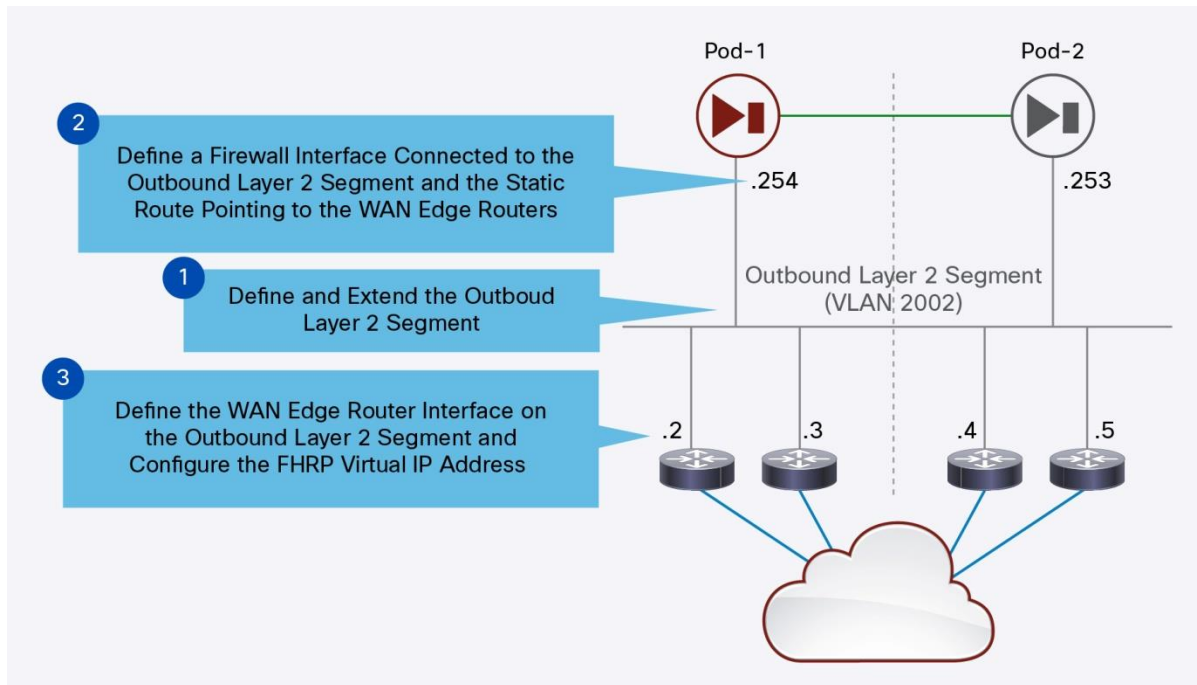 Pod-1
Pod-2
2
Define a Firewall Interface Connected to the
Outbound Layer 2 Segment and the Static
Route Pointing to the WAN Edge Routers
.254
.253
1
Define and Extend the Outboud
Layer 2 Segment
Outbound Layer 2 Segment
(VLAN 2002)
3
Define the WAN Edge Router Interface on
the Outbound Layer 2 Segment and
Configure the FHRP Virtual IP Address
.2
.3
.4
.5